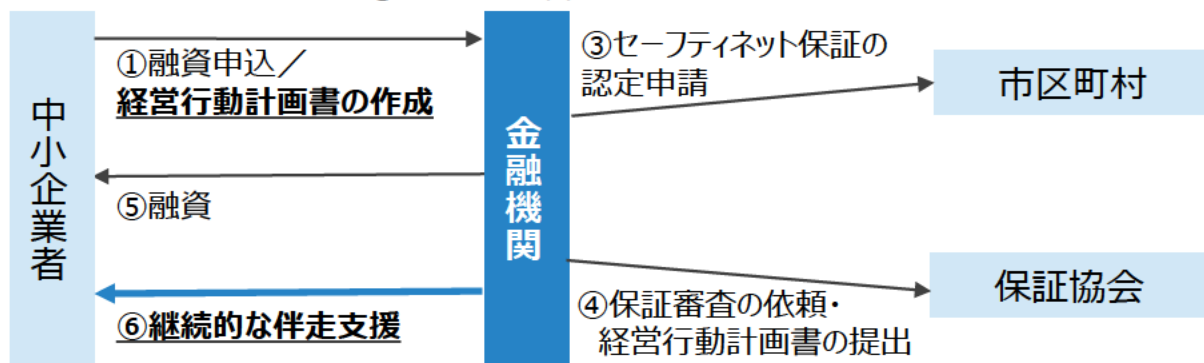 中小企業者
①融資申込／
経営行動計画書の作成
⑤融資
⑥継続的な伴走支援
金融機関
③セーフティネット保証の
認定申請
市区町村
④保証審査の依頼・
経営行動計画書の提出
保証協会